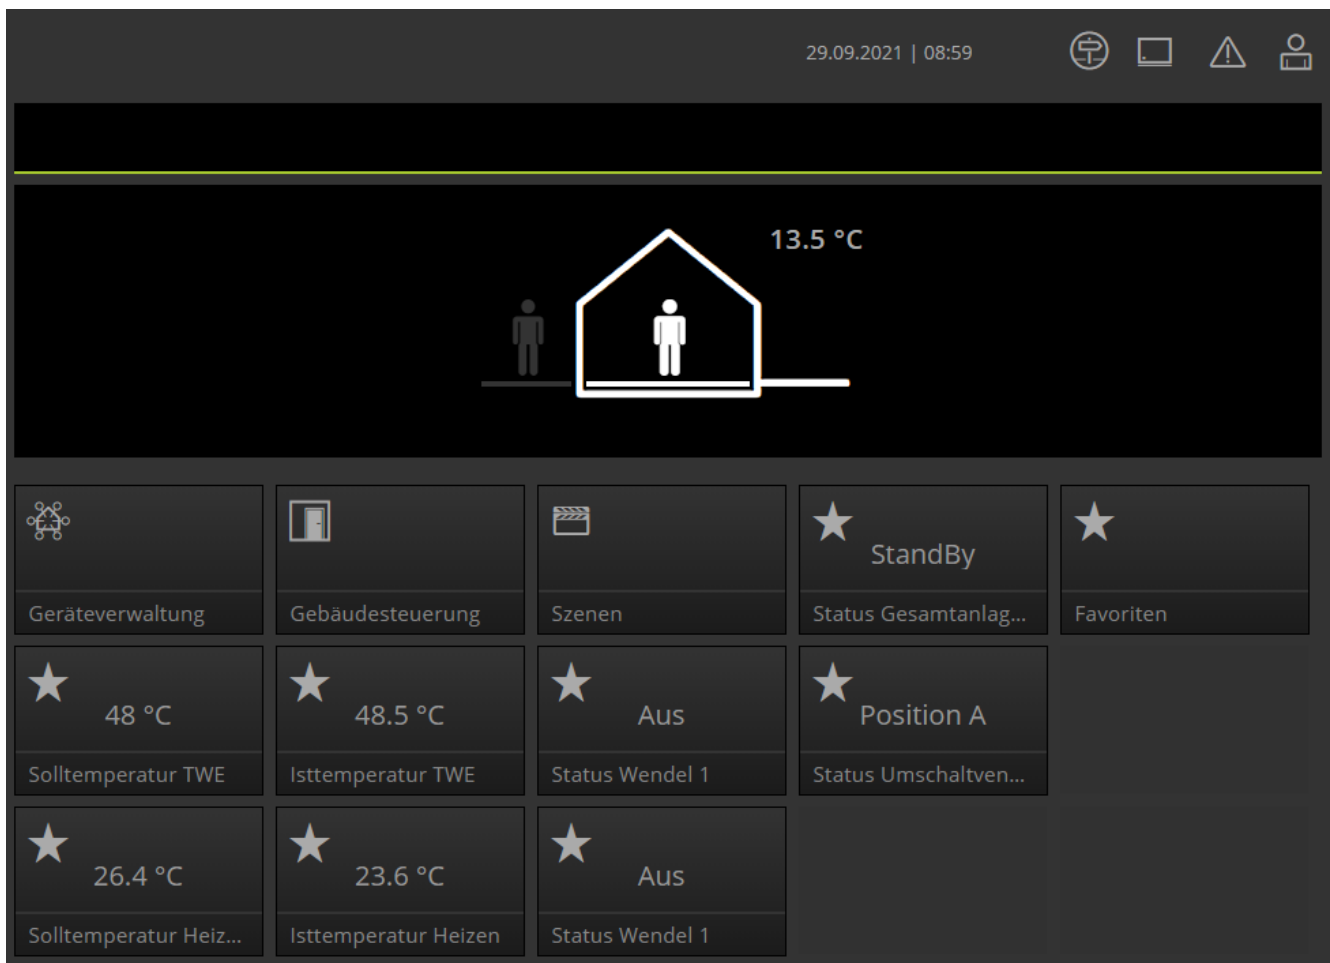 29.09.2021 | 08:59
13.5 °C
StandBy
Geräteverwaltung
Gebäudesteuerung
Szenen
Status Gesamtanlag...
Favoriten
48 °C
48.5 °C
Aus
Position A
Solltemperatur TWE
Isttemperatur TWE
Status Wendel 1
Status Umschaltven...
26.4 °C
23.6 °C
Aus
Solltemperatur Heiz...
Isttemperatur Heizen
Status Wendel 1